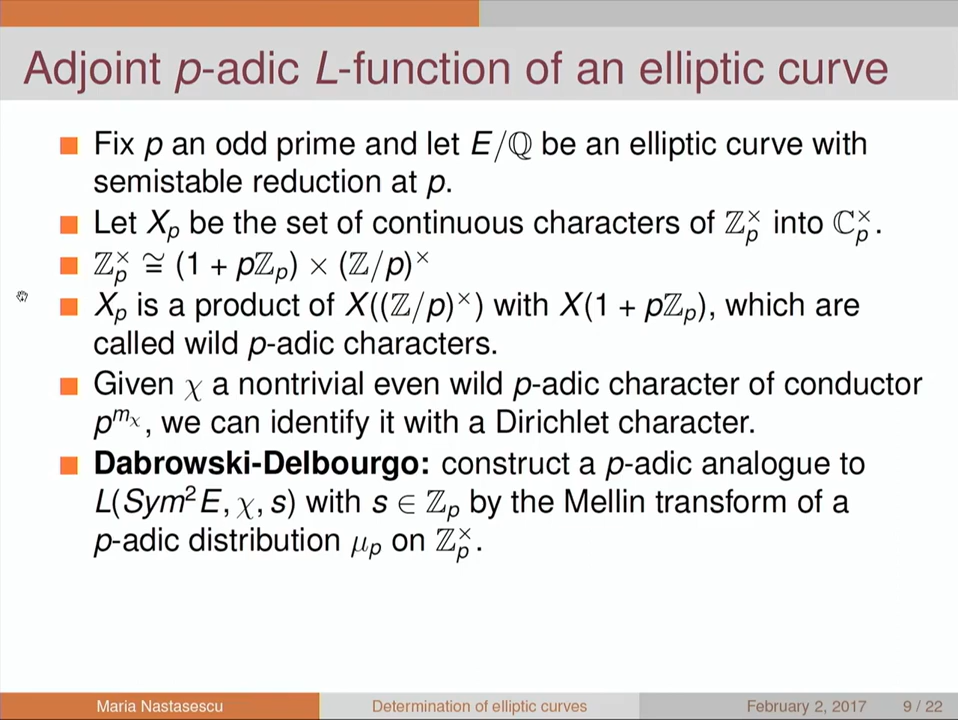 Adjoint p-adic L-function of an elliptic curve
Fix p an odd prime and let E/ℚ be an elliptic curve with
semistable reduction at p.
Let X_p be the set of continuous characters of ℤ_p^× into ℂ_p^×.
ℤ_p^× ≅ (1 + pℤ_p) × (ℤ/p)^×
X_p is a product of X((ℤ/p)^×) with X(1 + pℤ_p), which are
called wild p-adic characters.
Given χ a nontrivial even wild p-adic character of conductor
p^{m_χ}, we can identify it with a Dirichlet character.
Dabrowski-Delbourgo: construct a p-adic analogue to
L(Sym²E, χ, s) with s ∈ ℤ_p by the Mellin transform of a
p-adic distribution μ_p on ℤ_p^×.
Maria Nastasescu Determination of elliptic curves February 2, 2017 9 / 22